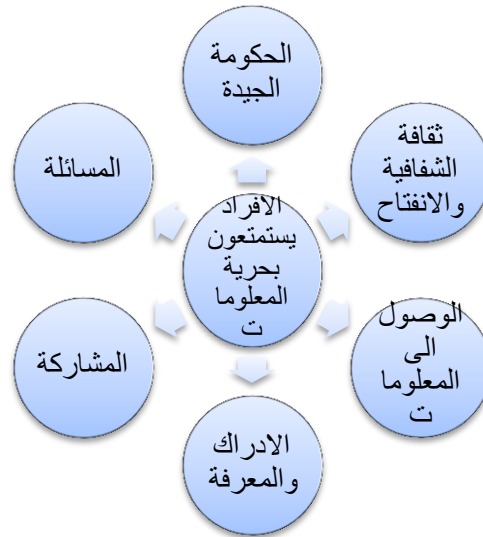 الحكومة
الجيدة
ثقافة
الشفافية
والانفتاح
الوصول
الى
المعلوما
ت
الادراك
والمعرفة
المشاركة
المسائلة
الافراد
يستمتعون
بحرية
المعلوما
ت